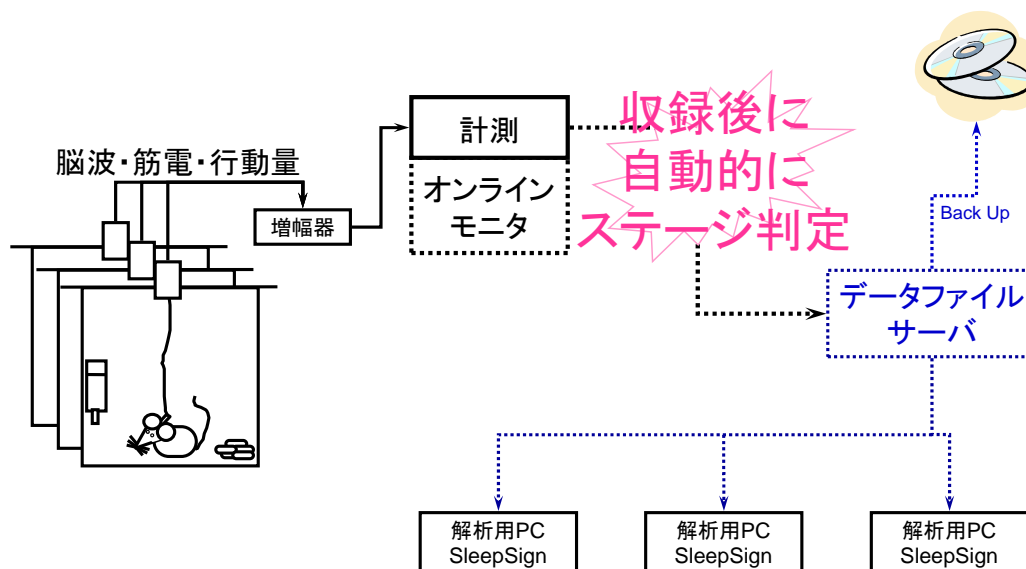 脳波・筋電・行動量
増幅器
計測
オンライン
モニタ
収録後に
自動的に
ステージ判定
Back Up
データファイル
サーバ
解析用PC
SleepSign
解析用PC
SleepSign
解析用PC
SleepSign